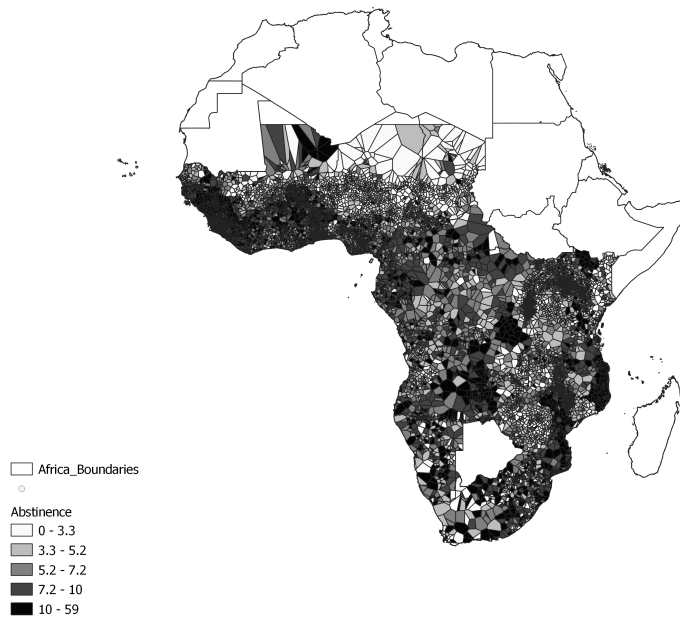 Africa_Boundaries
Abstinence
0 - 3.3
3.3 - 5.2
5.2 - 7.2
7.2 - 10
10 - 59